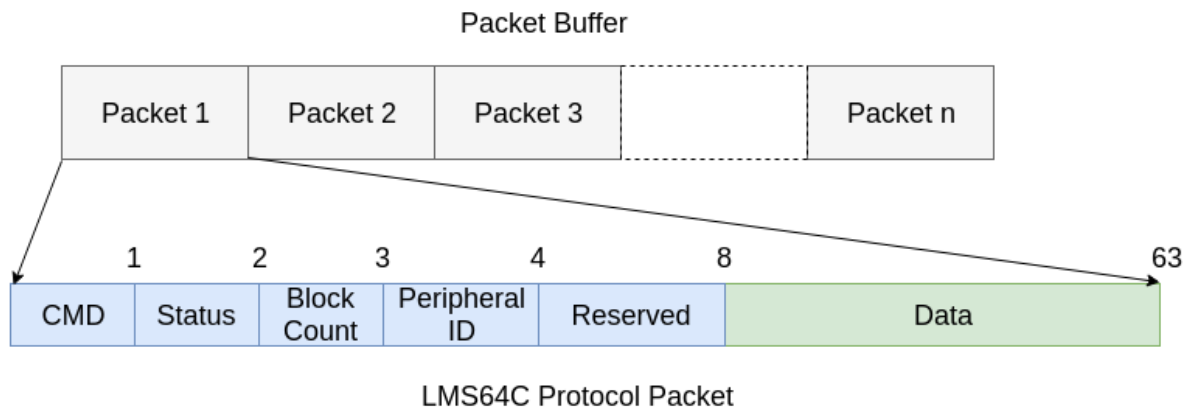 Packet Buffer
Packet 1 Packet 2 Packet 3 Packet n
1 2 3 4 8 63
CMD Status Block Count Peripheral ID Reserved Data
LMS64C Protocol Packet